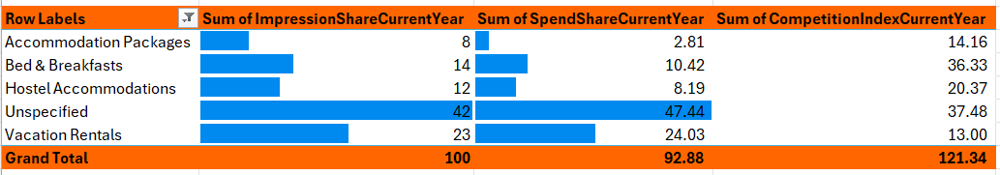 Row Labels Sum of ImpressionShareCurrentYear Sum of SpendShareCurrentYear Sum of CompetitionIndexCurrentYear
Accommodation Packages 8 2.81 14.16
Bed & Breakfasts 14 10.42 36.33
Hostel Accommodations 12 8.19 20.37
Unspecified 42 47.44 37.48
Vacation Rentals 23 24.03 13.00
Grand Total 100 92.88 121.34